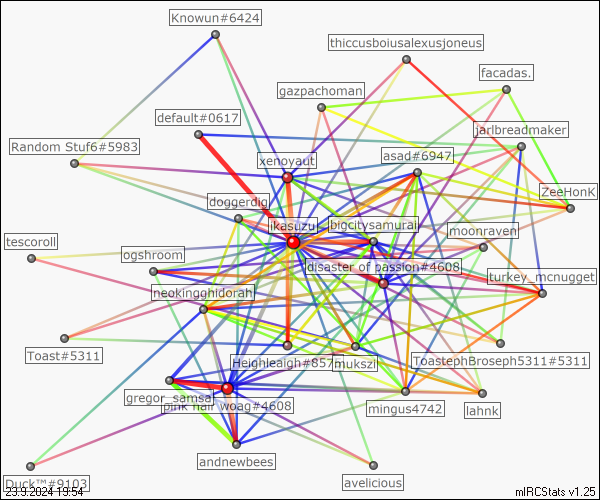 Knowun#6424
thiccusboiusalexusjoneus
facadas.
gazpachoman
default#0617
jarlbreadmaker
Random Stuf6#5983
xenoyaut
asad#6947
ZeeHonK
doggerdig
ikasuzu
bigcitysamurai
moonraven
tescoroll
ogshroom
disaster of passion#4608
turkey_mcnugget
neokingghidorah
Toast#5311
Heighleaigh#857
mukszi
ToastephBroseph5311#5311
gregor_samsa
pink hair woag#4608
mingus4742
lahnk
andnewbees
Duck™#9103
avelicious
23.9.2024 19:54
mIRCStats v1.25